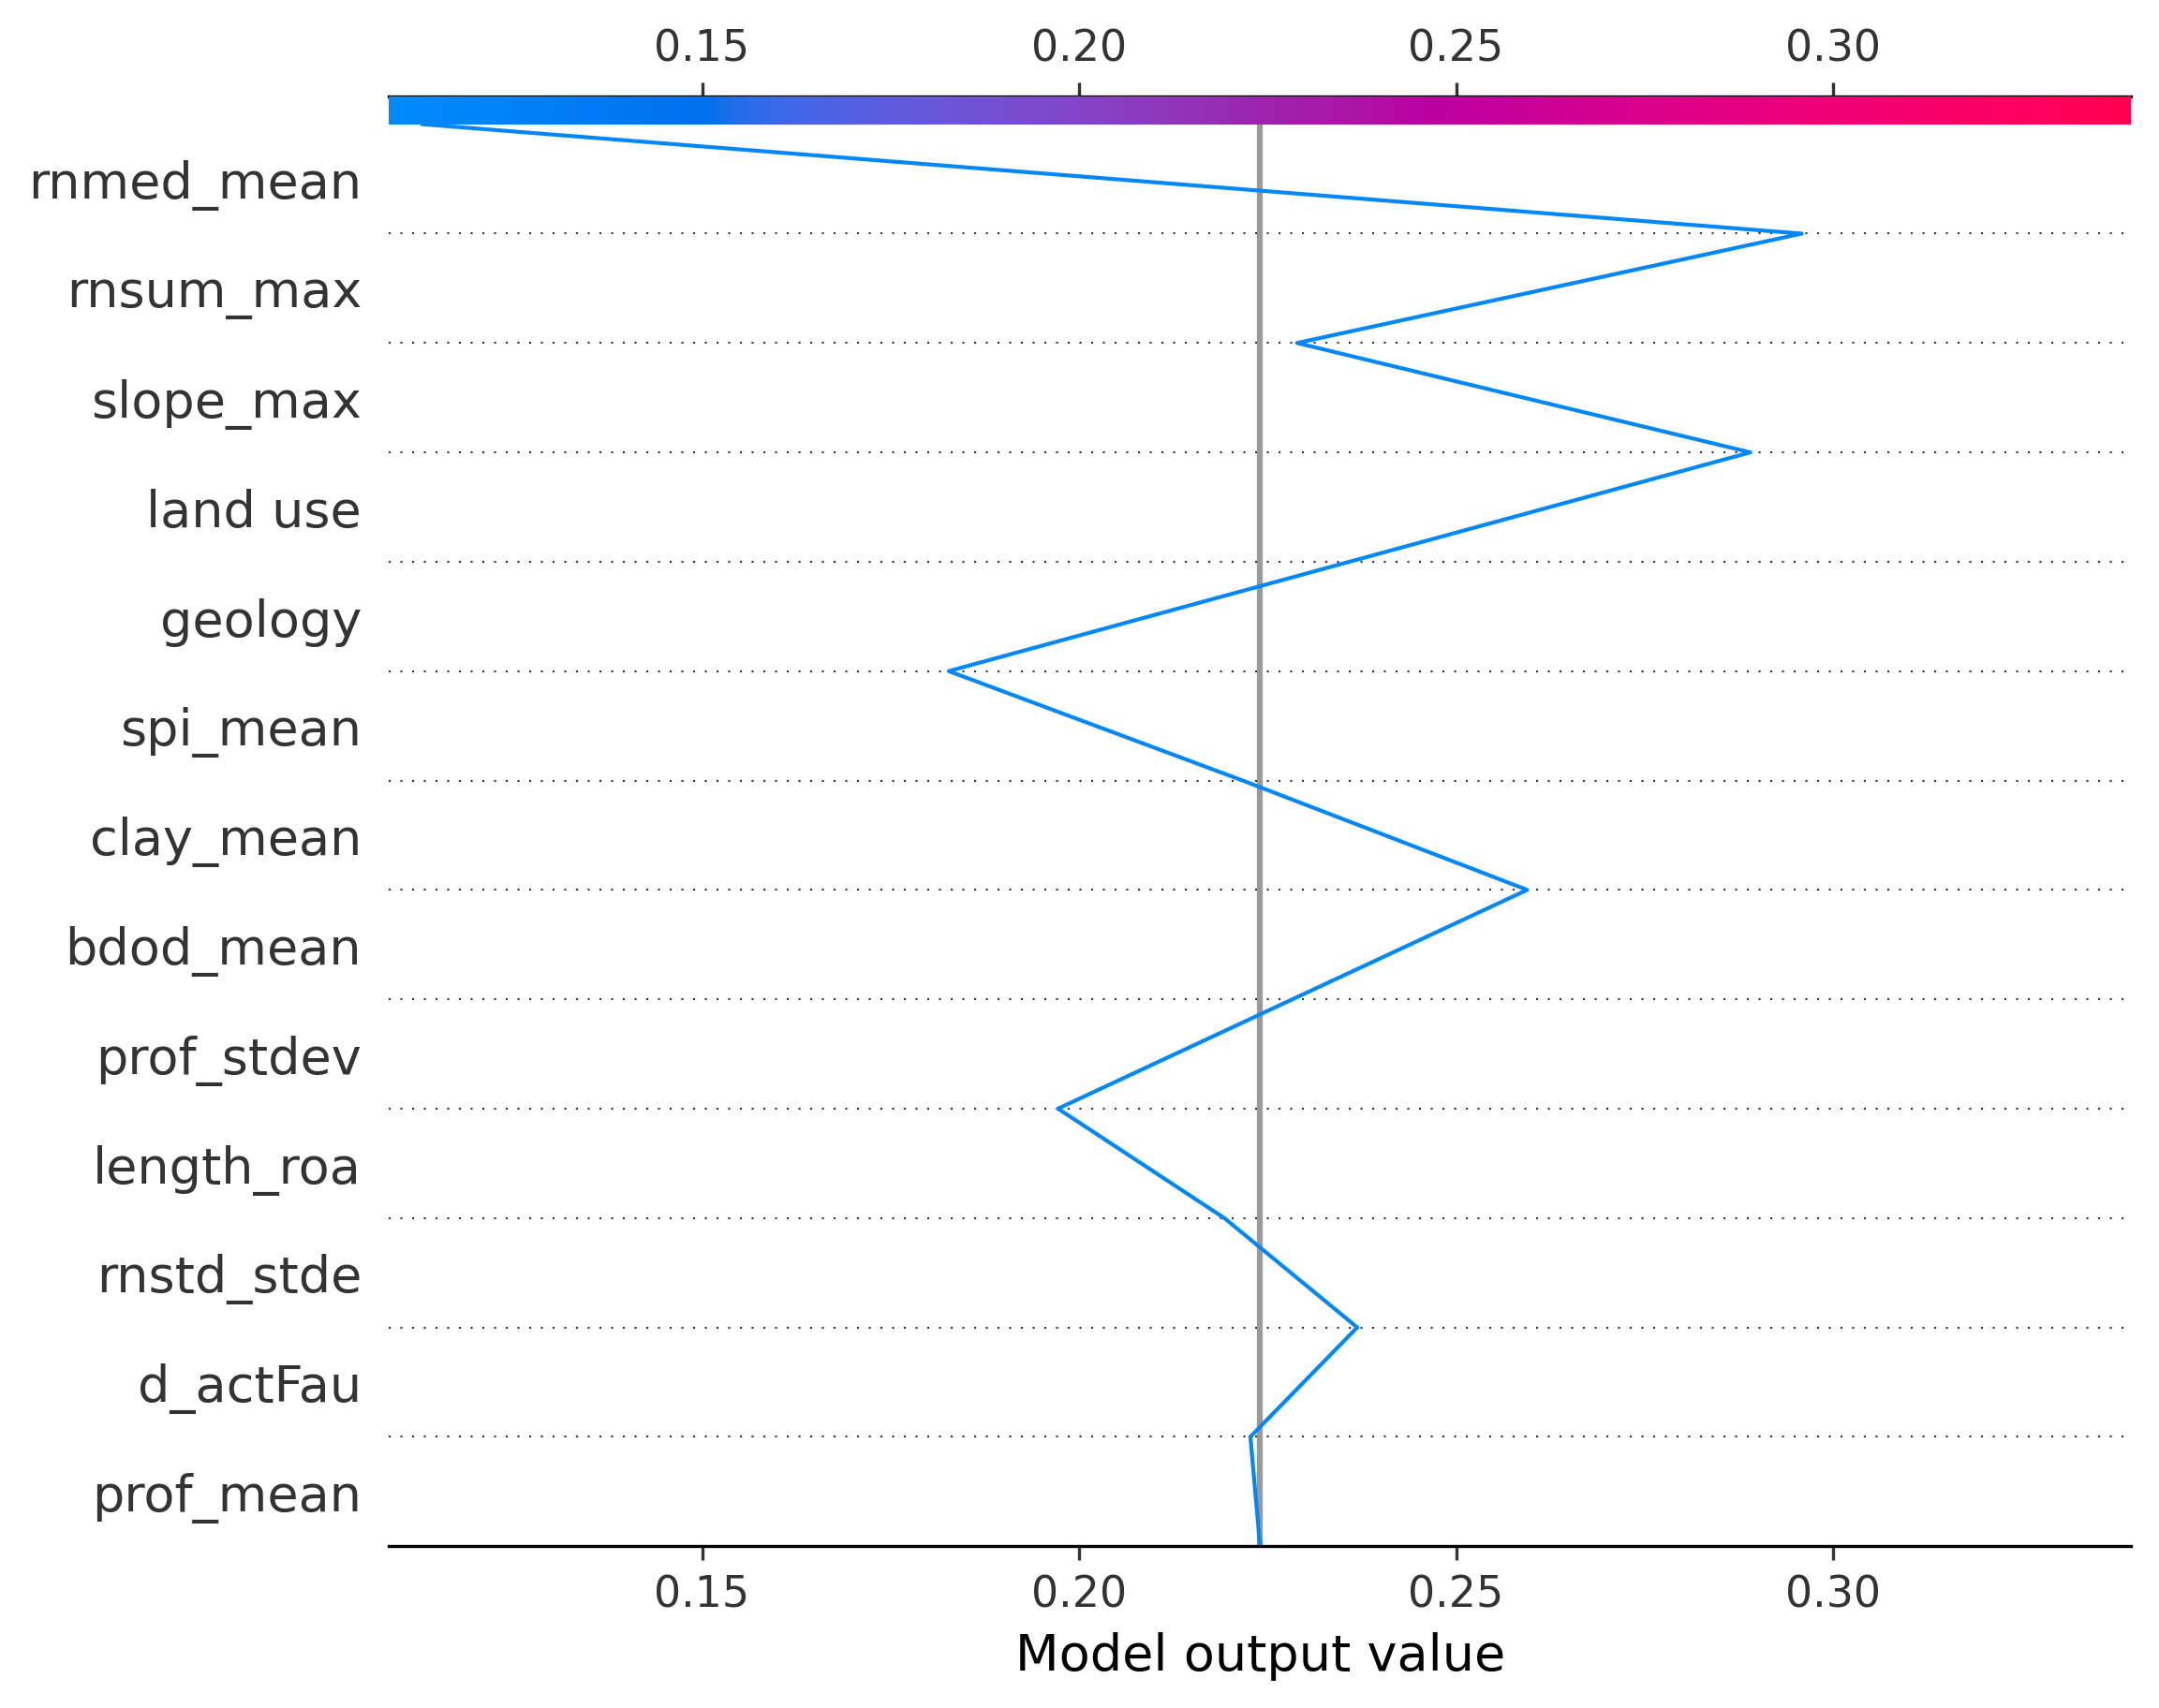 0.15 0.20 0.25 0.30
rnmed_mean
rnsum_max
slope_max
land use
geology
spi_mean
clay_mean
bdod_mean
prof_stdev
length_roa
rnstd_stde
d_actFau
prof_mean
0.15 0.20 0.25 0.30
Model output value